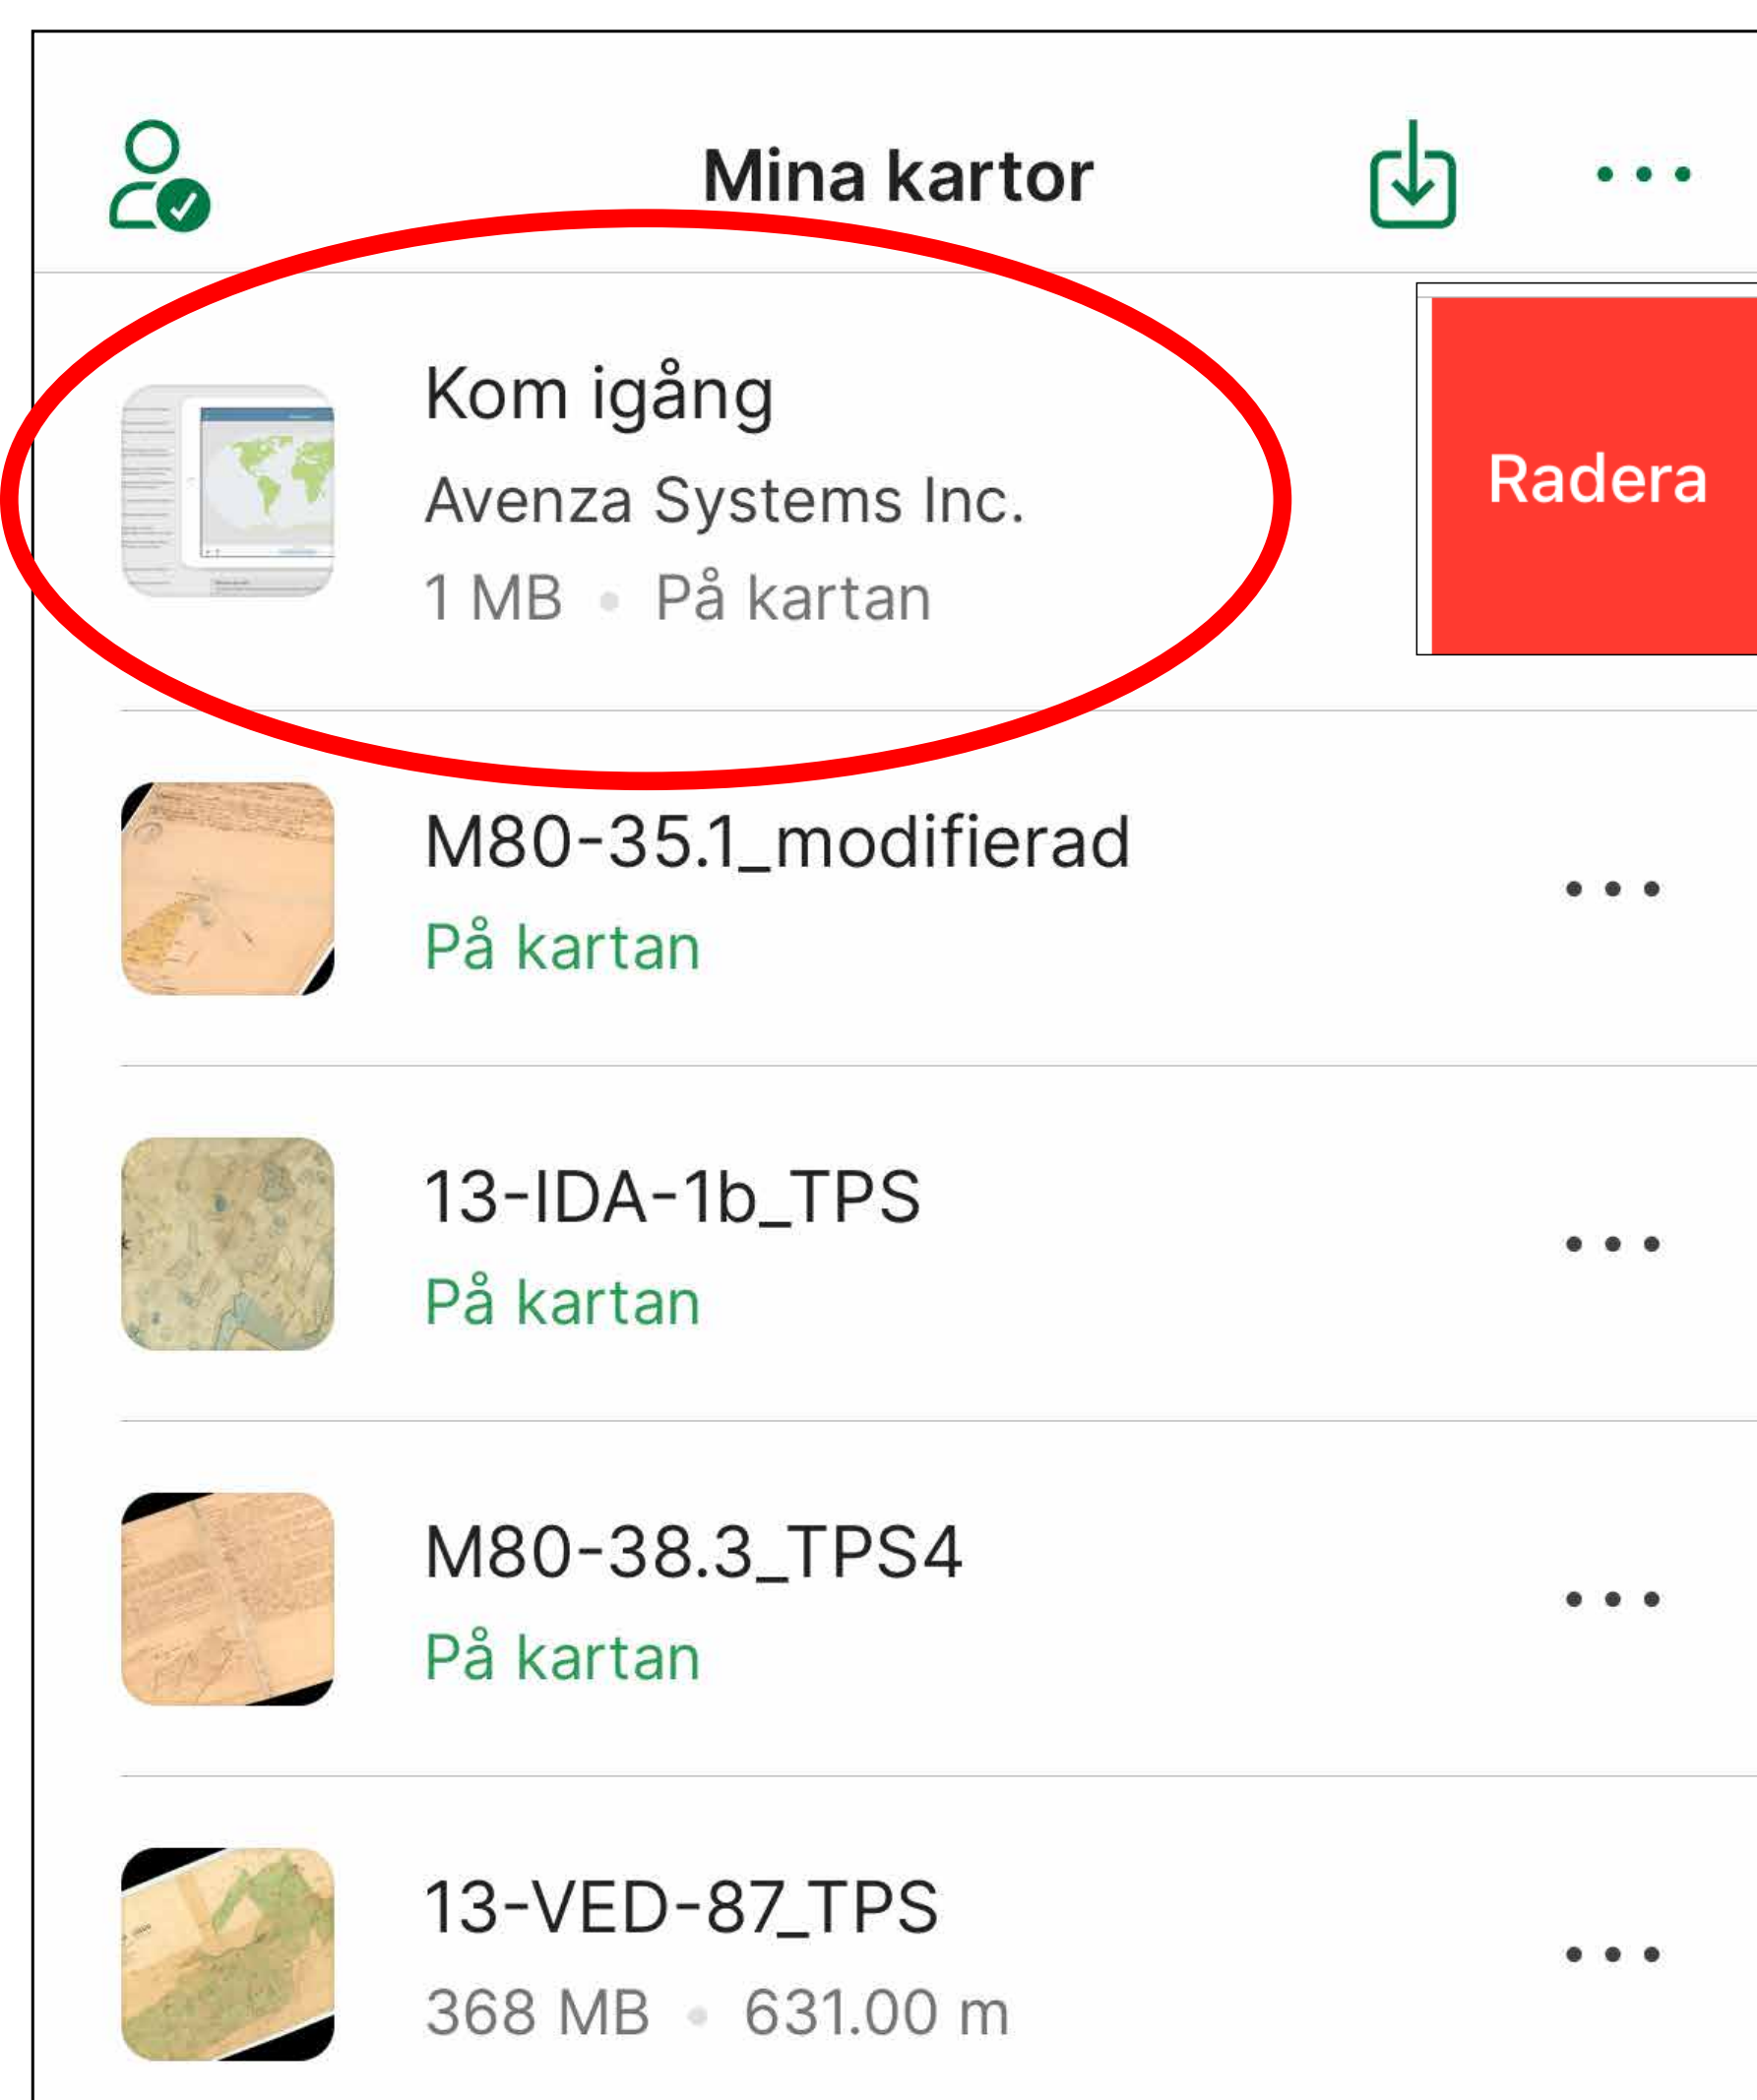 Mina kartor
Kom igång
Avenza Systems Inc.
1 MB • På kartan
Radera
M80-35.1_modifierad
På kartan
13-IDA-1b_TPS
På kartan
M80-38.3_TPS4
På kartan
13-VED-87_TPS
368 MB • 631.00 m